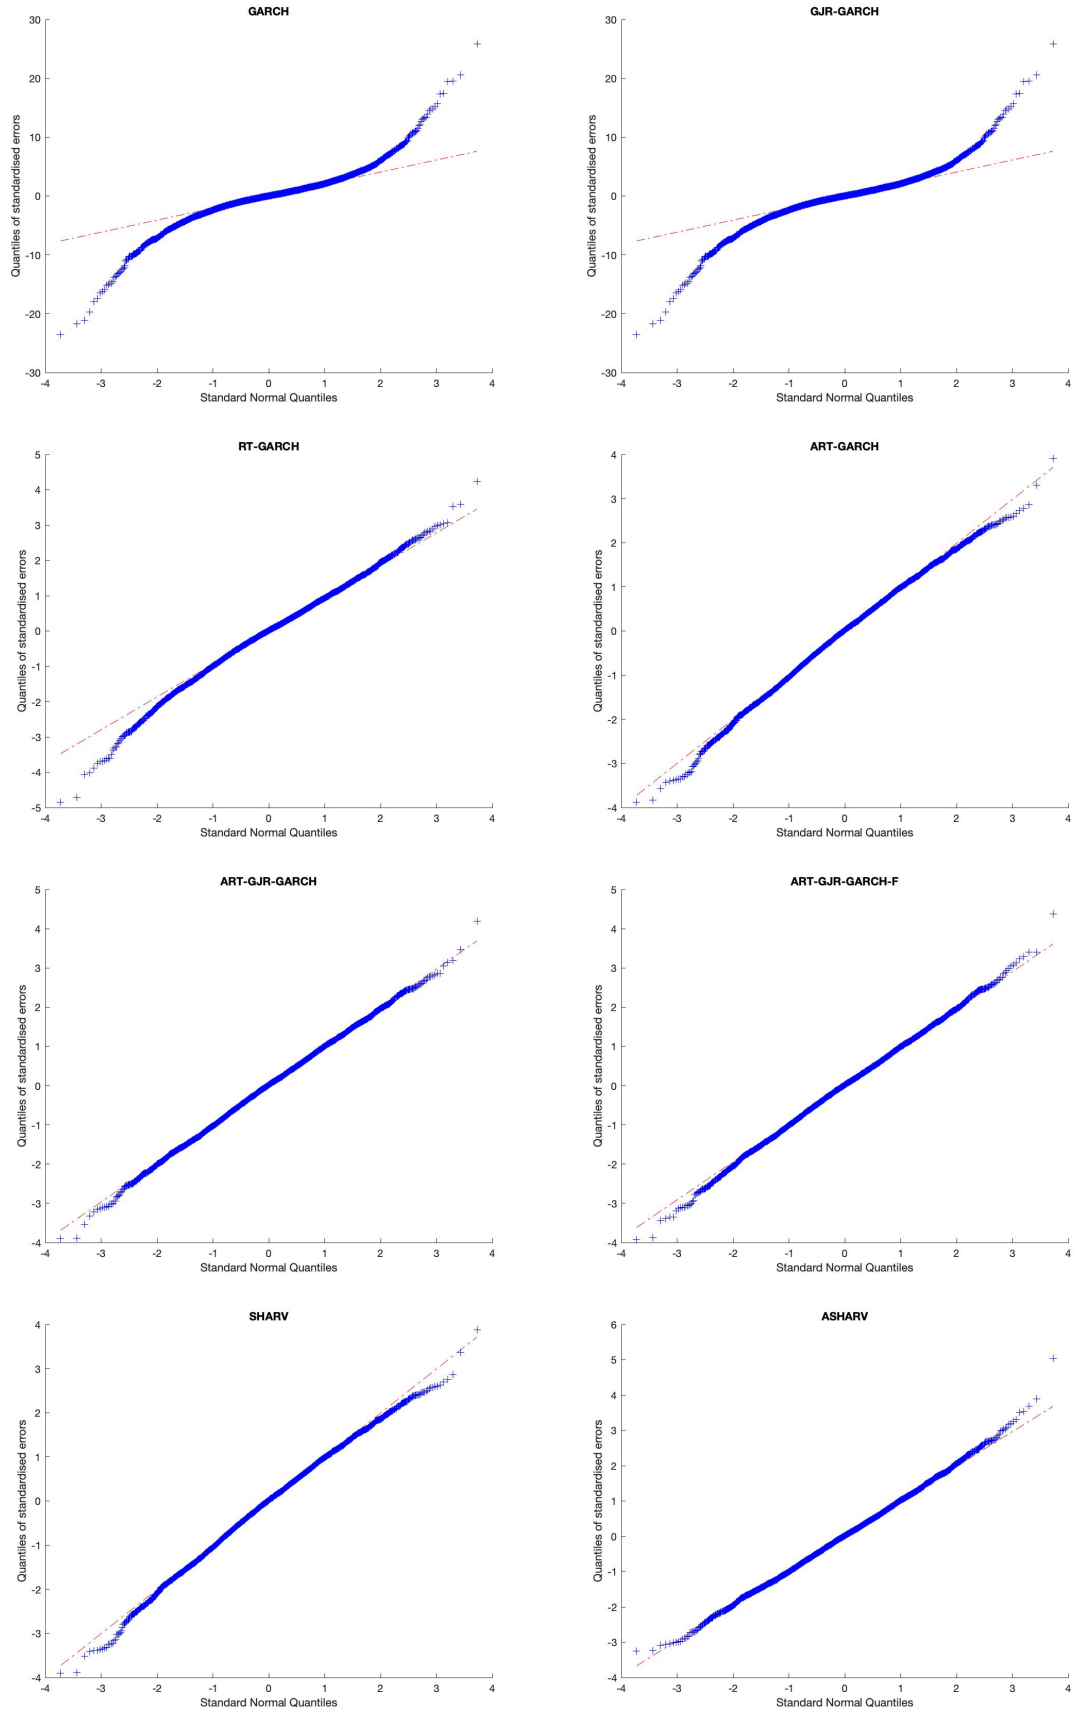 GARCH
Quantiles of standardised errors
30
20
10
0
-10
-20
-30
-4 -3 -2 -1 0 1 2 3 4
Standard Normal Quantiles
GJR-GARCH
Quantiles of standardised errors
30
20
10
0
-10
-20
-30
-4 -3 -2 -1 0 1 2 3 4
Standard Normal Quantiles
RT-GARCH
Quantiles of standardised errors
5
4
3
2
1
0
-1
-2
-3
-4
-5
-4 -3 -2 -1 0 1 2 3 4
Standard Normal Quantiles
ART-GARCH
Quantiles of standardised errors
4
3
2
1
0
-1
-2
-3
-4
-4 -3 -2 -1 0 1 2 3 4
Standard Normal Quantiles
ART-GJR-GARCH
Quantiles of standardised errors
5
4
3
2
1
0
-1
-2
-3
-4
-4 -3 -2 -1 0 1 2 3 4
Standard Normal Quantiles
ART-GJR-GARCH-F
Quantiles of standardised errors
5
4
3
2
1
0
-1
-2
-3
-4
-4 -3 -2 -1 0 1 2 3 4
Standard Normal Quantiles
SHARV
Quantiles of standardised errors
4
3
2
1
0
-1
-2
-3
-4
-4 -3 -2 -1 0 1 2 3 4
Standard Normal Quantiles
ASHARV
Quantiles of standardised errors
6
5
4
3
2
1
0
-1
-2
-3
-4
-4 -3 -2 -1 0 1 2 3 4
Standard Normal Quantiles